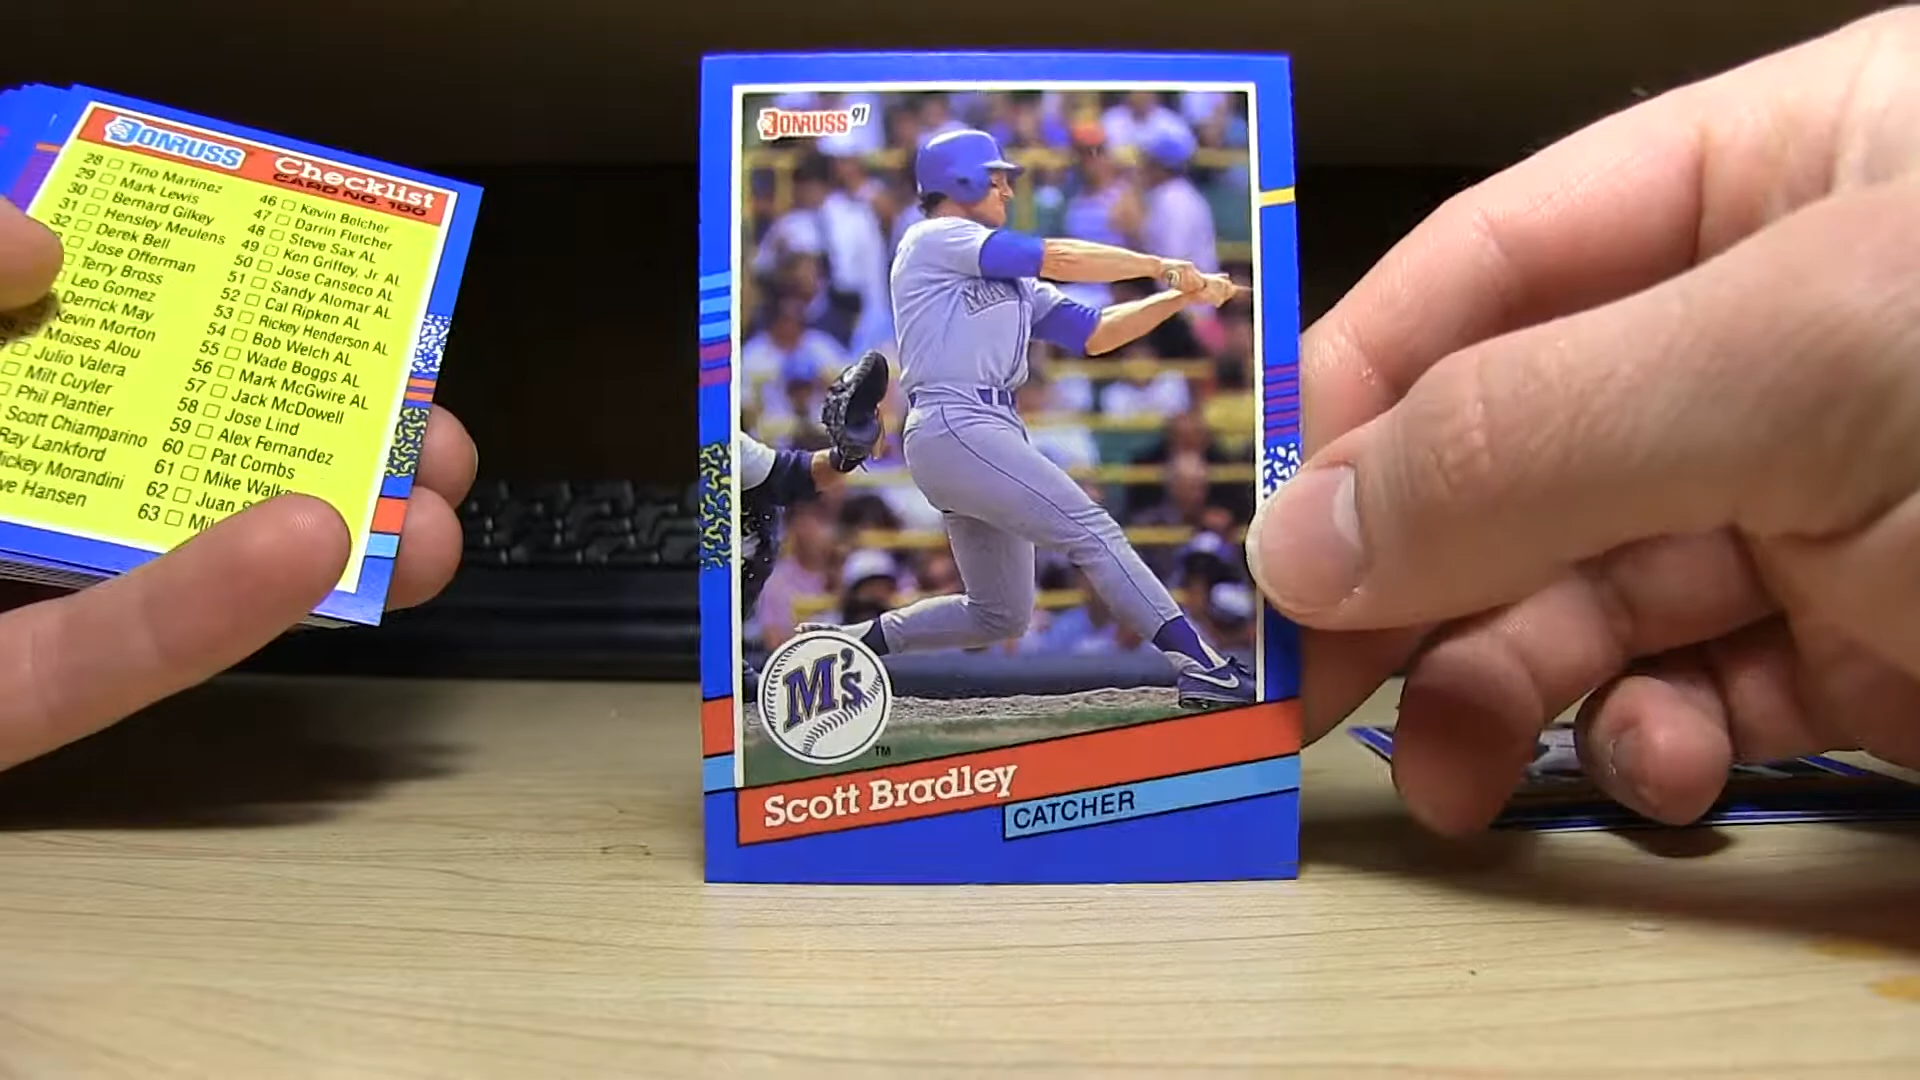 DONRUSS Checklist
CARD NO. 100
28 Tino Martinez
29 Mark Lewis
30 Bernard Gilkey
31 Hensley Meulens
32 Derek Bell
Jose Offerman
Terry Bross
Leo Gomez
Derrick May
Kevin Morton
Moises Alou
Julio Valera
Milt Cuyler
Phil Plantier
Scott Chiamparino
Ray Lankford
ickey Morandini
ve Hansen
46 Kevin Belcher
47 Darrin Fletcher
48 Steve Sax AL
49 Ken Griffey, Jr AL
50 Jose Canseco AL
51 Sandy Alomar AL
52 Cal Ripken AL
53 Rickey Henderson AL
54 Bob Welch AL
55 Wade Boggs AL
56 Mark McGwire AL
57 Jack McDowell
58 Jose Lind
59 Alex Fernandez
60 Pat Combs
61 Mike Walk
62 Juan
63 Mi
DONRUSS 91
MA
M's
TM
Scott Bradley
CATCHER